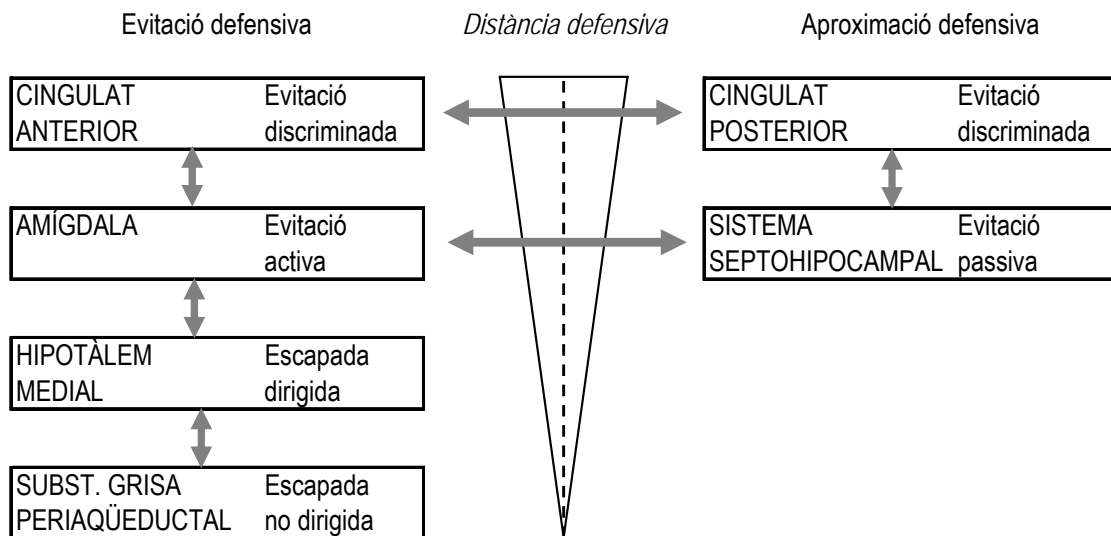 Evitació defensiva Distància defensiva Aproximació defensiva
CINGULAT Evitació
ANTERIOR discriminada
CINGULAT Evitació
POSTERIOR discriminada
AMÍGDALA Evitació
activa
SISTEMA Evitació
SEPTOHIPOCAMPAL passiva
HIPOTÀLEM Escapada
MEDIAL dirigida
SUBST. GRISA Escapada
PERIAQÜEDUCTAL no dirigida